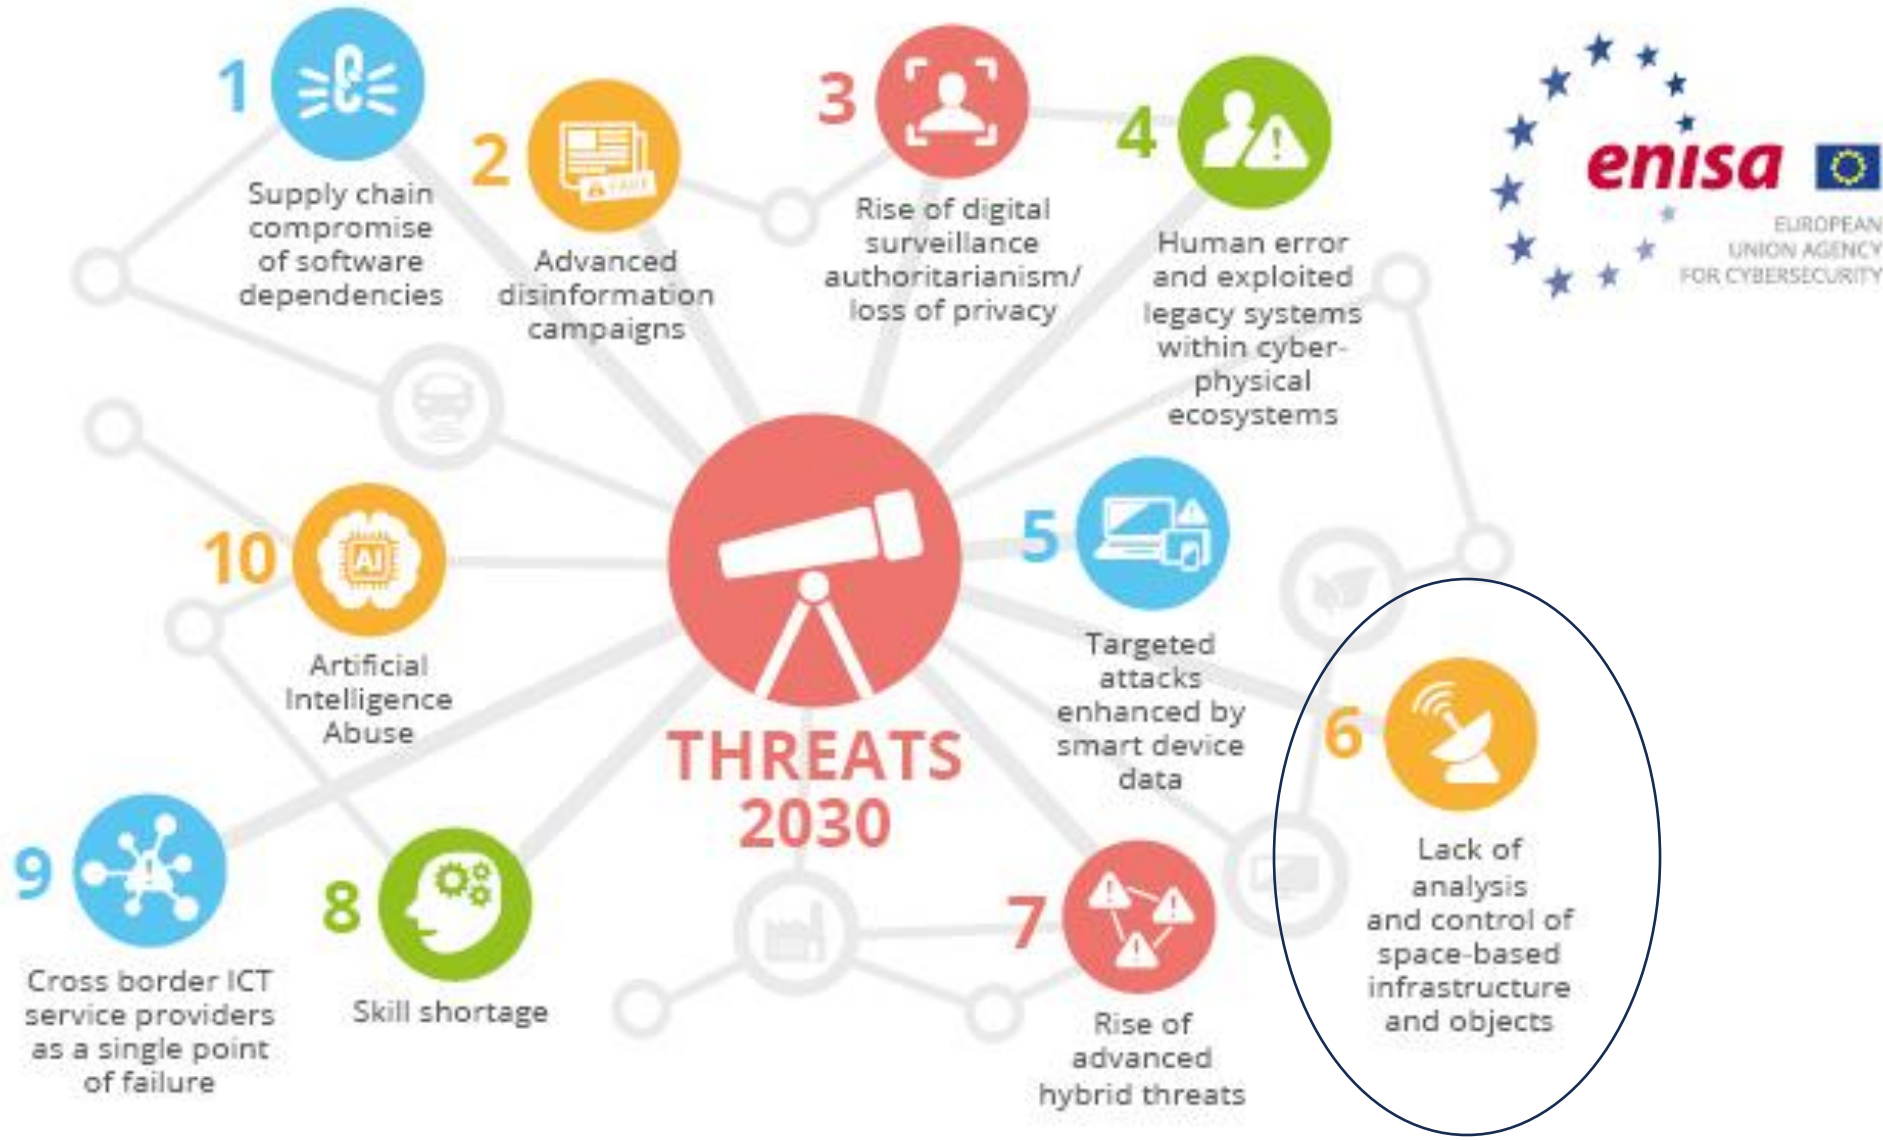 1
Supply chain
compromise
of software
dependencies
2
FAKE
Advanced
disinformation
campaigns
3
Rise of digital
surveillance
authoritarianism/
loss of privacy
4
Human error
and exploited
legacy systems
within cyber-
physical
ecosystems
enisa
EUROPEAN
UNION AGENCY
FOR CYBERSECURITY
10
AI
Artificial
Intelligence
Abuse
THREATS
2030
5
Targeted
attacks
enhanced by
smart device
data
6
Lack of
analysis
and control of
space-based
infrastructure
and objects
9
Cross border ICT
service providers
as a single point
of failure
8
Skill shortage
7
Rise of
advanced
hybrid threats